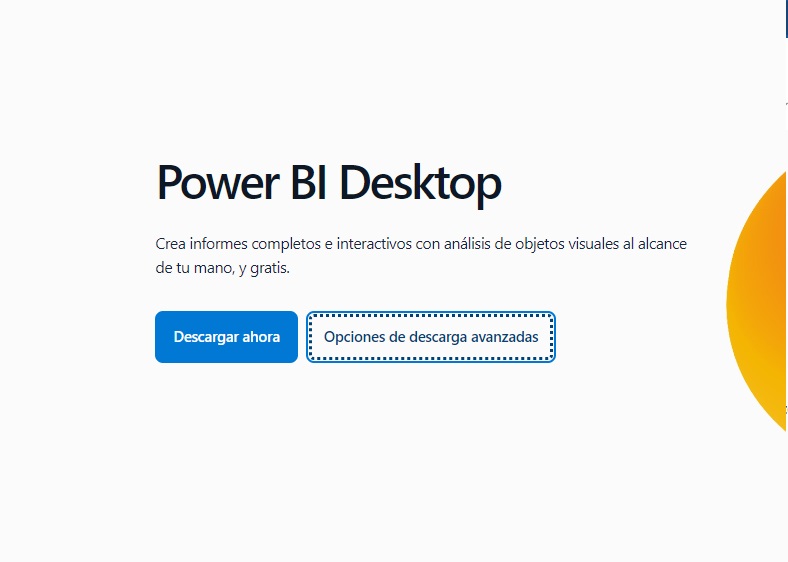 Power BI Desktop
Crea informes completos e interactivos con análisis de objetos visuales al alcance
de tu mano, y gratis.
Descargar ahora
Opciones de descarga avanzadas